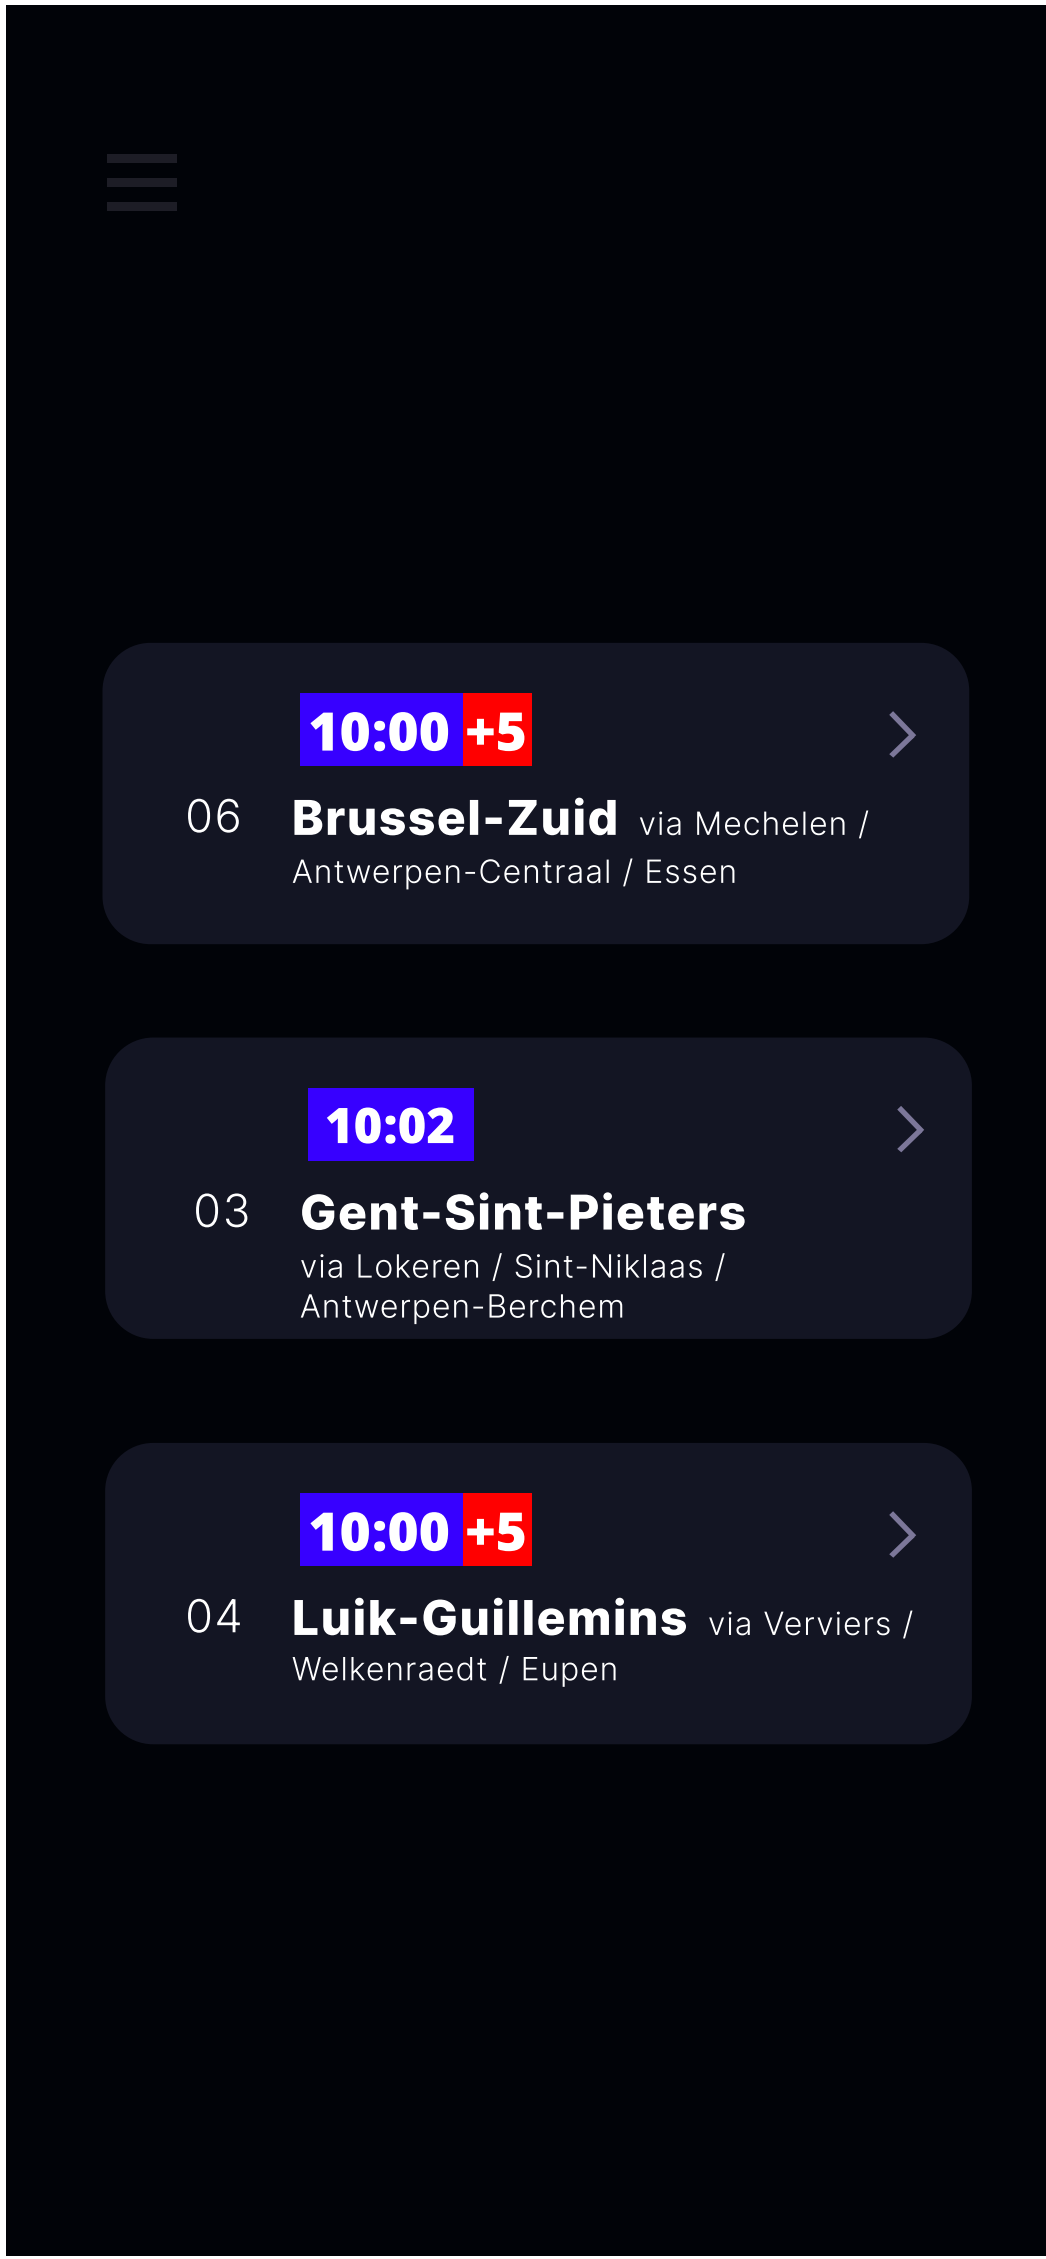 10:00 +5
06 Brussel-Zuid via Mechelen /
Antwerpen-Centraal / Essen
10:02
03 Gent-Sint-Pieters
via Lokeren / Sint-Niklaas /
Antwerpen-Berchem
10:00 +5
04 Luik-Guillemins via Verviers /
Welkenraedt / Eupen